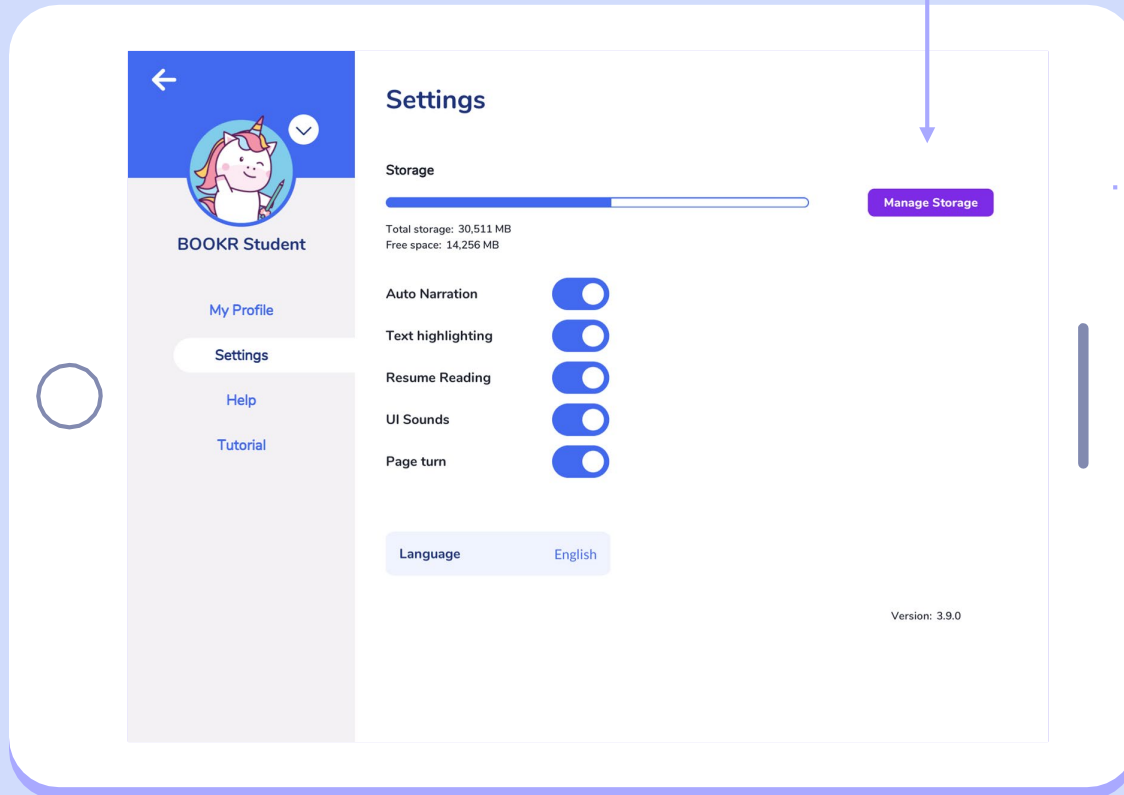 Settings
Storage
Manage Storage
Total storage: 30,511 MB
Free space: 14,256 MB
BOOKR Student
My Profile
Settings
Help
Tutorial
Auto Narration
Text highlighting
Resume Reading
UI Sounds
Page turn
Language English
Version: 3.9.0